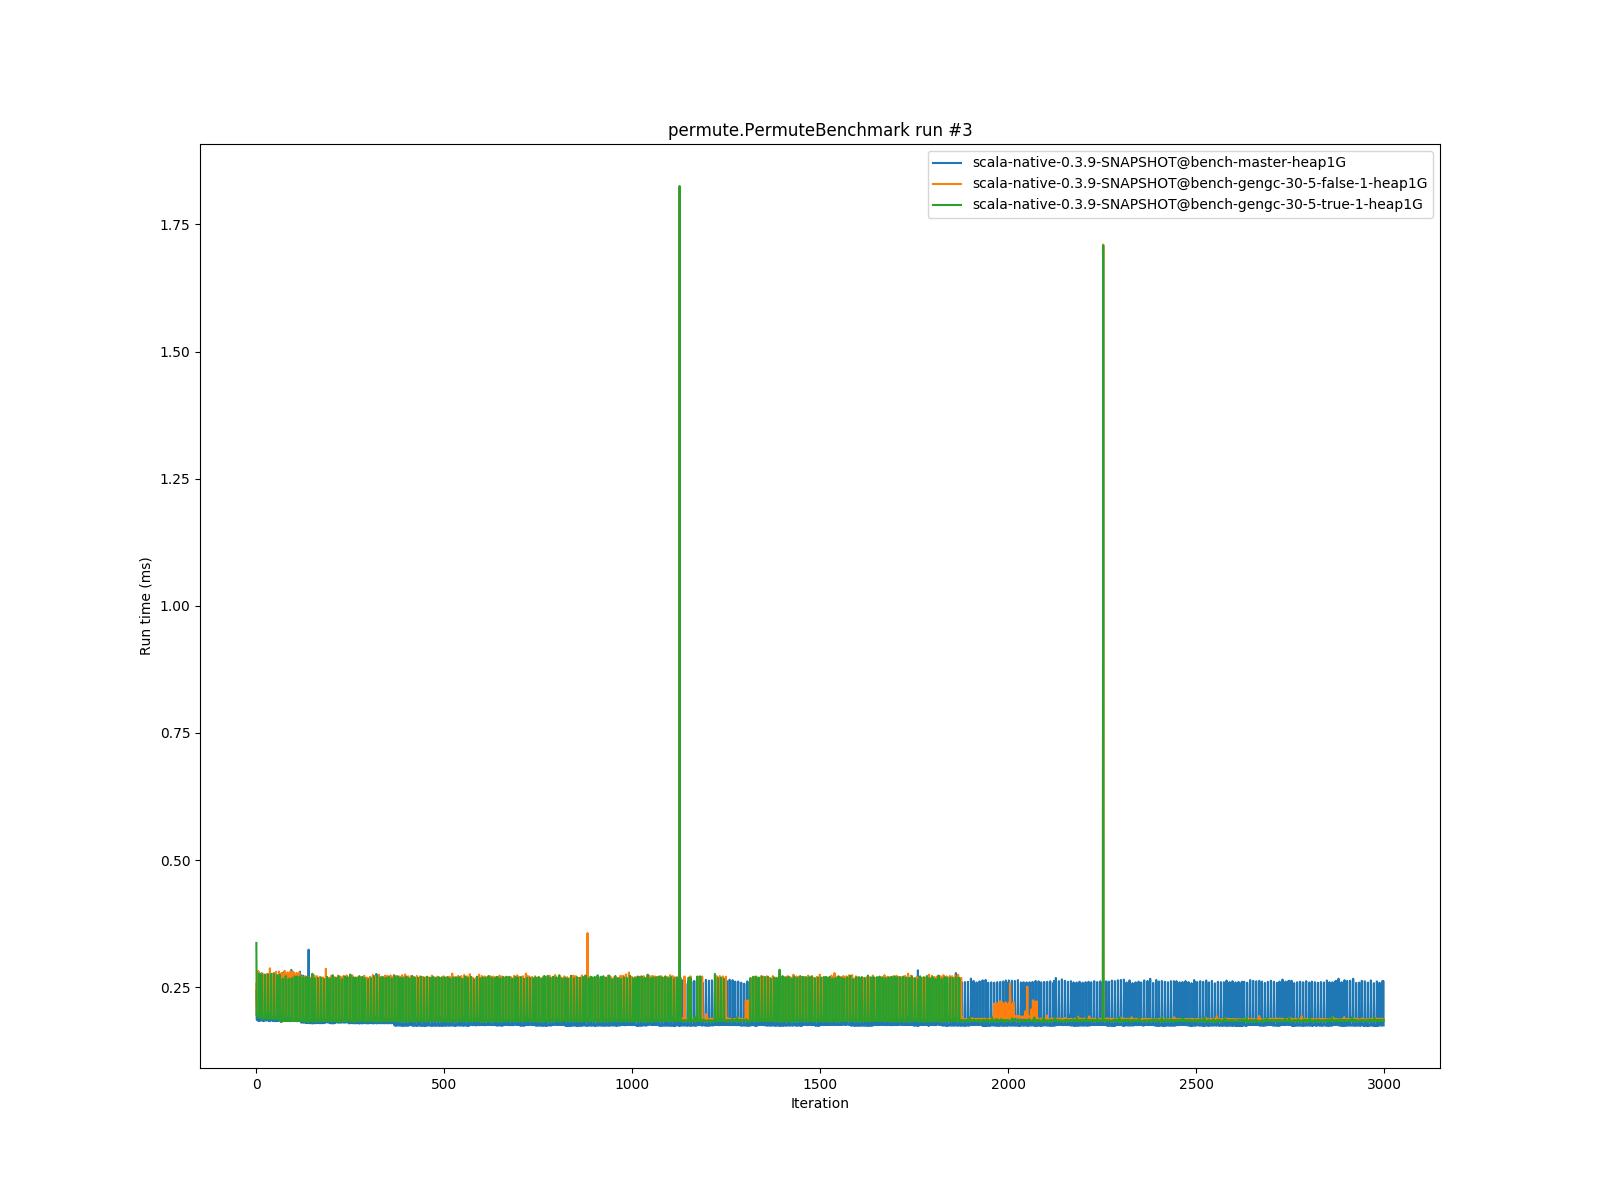 permute.PermuteBenchmark run #3
scala-native-0.3.9-SNAPSHOT@bench-master-heap1G
scala-native-0.3.9-SNAPSHOT@bench-gengc-30-5-false-1-heap1G
scala-native-0.3.9-SNAPSHOT@bench-gengc-30-5-true-1-heap1G
Run time (ms)
1.75
1.50
1.25
1.00
0.75
0.50
0.25
0 500 1000 1500 2000 2500 3000
Iteration